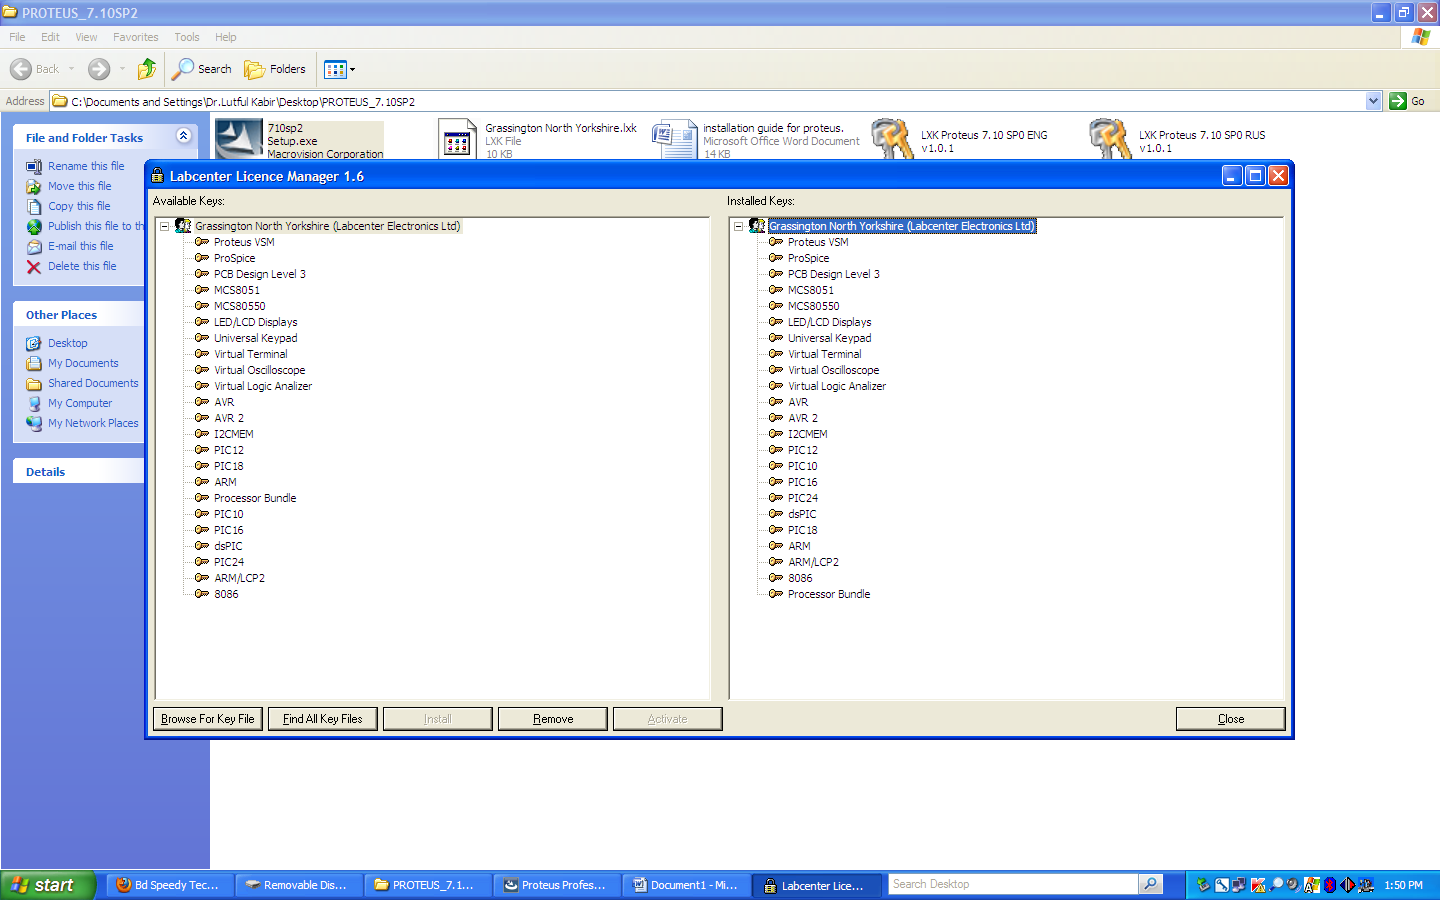 PROTEUS_7.10SP2
File Edit View Favorites Tools Help
Back Search Folders
Address C:\Documents and Settings\Dr.Lutful Kabir\Desktop\PROTEUS_7.10SP2 Go
File and Folder Tasks
Rename this file
Move this file
Copy this file
Publish this file to th
E-mail this file
Delete this file
Other Places
Desktop
My Documents
Shared Documents
My Computer
My Network Places
Details
710sp2
Setup.exe
Macrovision Corporation
Grassington North Yorkshire.lxk
LXK File
10 KB
installation guide for proteus.
Microsoft Office Word Document
14 KB
LXK Proteus 7.10 SP0 ENG
v1.0.1
LXK Proteus 7.10 SP0 RUS
v1.0.1
Labcenter Licence Manager 1.6
Available Keys:
Grassington North Yorkshire (Labcenter Electronics Ltd)
Proteus VSM
ProSpice
PCB Design Level 3
MCS8051
MCS80550
LED/LCD Displays
Universal Keypad
Virtual Terminal
Virtual Oscilloscope
Virtual Logic Analizer
AVR
AVR 2
I2CMEM
PIC12
PIC18
ARM
Processor Bundle
PIC10
PIC16
dsPIC
PIC24
ARM/LCP2
8086
Installed Keys:
Grassington North Yorkshire (Labcenter Electronics Ltd)
Proteus VSM
ProSpice
PCB Design Level 3
MCS8051
MCS80550
LED/LCD Displays
Universal Keypad
Virtual Terminal
Virtual Oscilloscope
Virtual Logic Analizer
AVR
AVR 2
I2CMEM
PIC12
PIC10
PIC16
PIC24
dsPIC
PIC18
ARM
ARM/LCP2
8086
Processor Bundle
Browse For Key File Find All Key Files Install Remove Activate Close
start Bd Speedy Tec... Removable Dis... PROTEUS_7.1... Proteus Profes... Document1 - Mi... Labcenter Lice... Search Desktop 1:50 PM